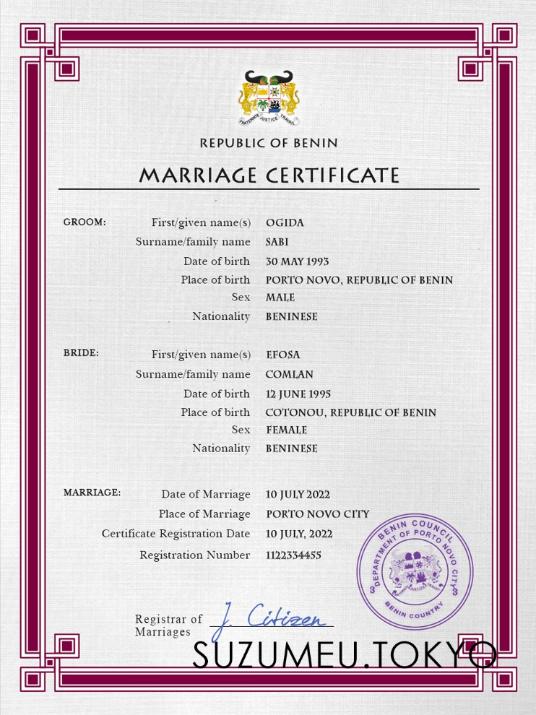 REPUBLIC OF BENIN
MARRIAGE CERTIFICATE
GROOM: First/given name(s) OGIDA
Surname/family name SABI
Date of birth 30 MAY 1993
Place of birth PORTO NOVO, REPUBLIC OF BENIN
Sex MALE
Nationality BENINESE
BRIDE: First/given name(s) EFOSA
Surname/family name COMLAN
Date of birth 12 JUNE 1995
Place of birth COTONOU, REPUBLIC OF BENIN
Sex FEMALE
Nationality BENINESE
MARRIAGE: Date of Marriage 10 JULY 2022
Place of Marriage PORTO NOVO CITY
Certificate Registration Date 10 JULY, 2022
Registration Number 1122334455
BENIN COUNCIL
DEPARTMENT OF PORTO NOVO CITY
BENIN COUNTRY
Registrar of J Citizen
Marriages
SUZUMEU.TOKYO